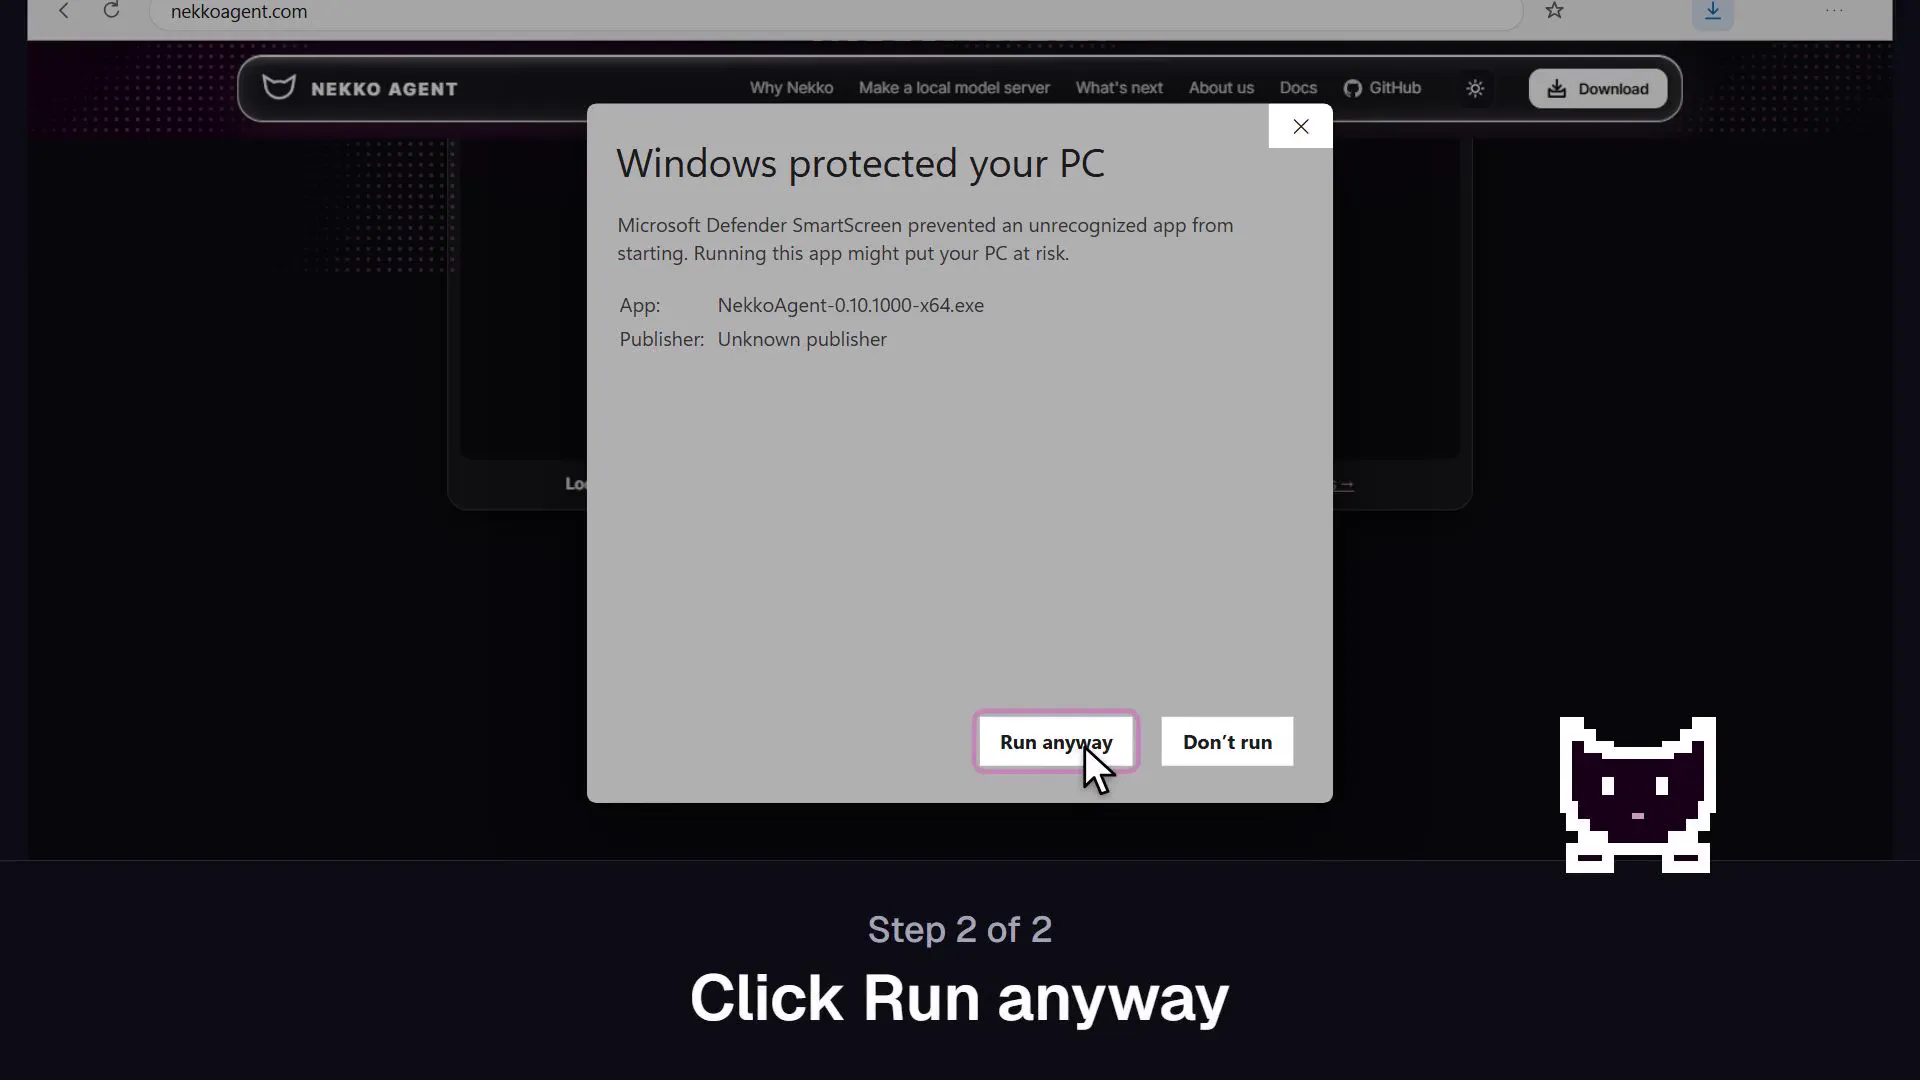 nekkoagent.com
NEKKO AGENT
Why Nekko
Make a local model server
What's next
About us
Docs
GitHub
Download
Windows protected your PC
Microsoft Defender SmartScreen prevented an unrecognized app from
starting. Running this app might put your PC at risk.
App: NekkoAgent-0.10.1000-x64.exe
Publisher: Unknown publisher
Run anyway
Don’t run
Step 2 of 2
Click Run anyway